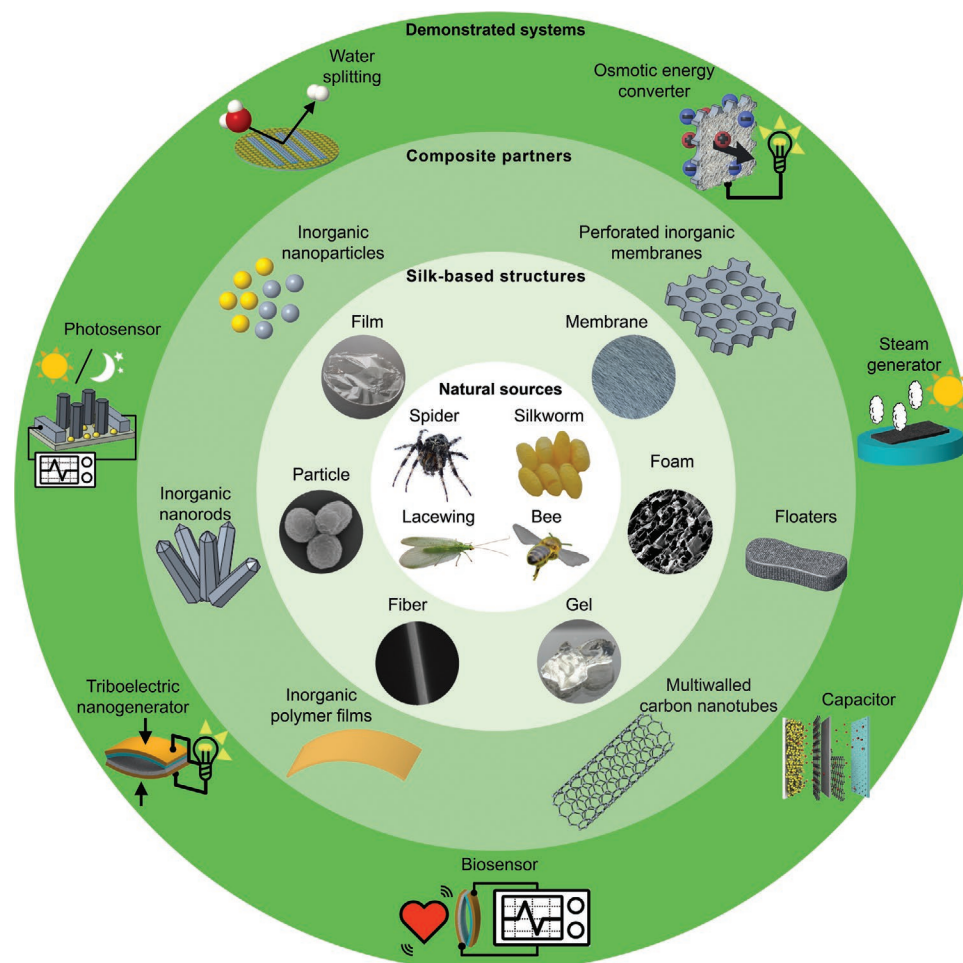 Demonstrated systems
Water
splitting
Osmotic energy
converter
Composite partners
Inorganic
nanoparticles
Perforated inorganic
membranes
Silk-based structures
Photosensor
Film
Membrane
Steam
generator
Natural sources
Spider
Silkworm
Particle
Foam
Inorganic
nanorods
Lacewing
Bee
Floaters
Fiber
Gel
Triboelectric
nanogenerator
Inorganic
polymer films
Multiwalled
carbon nanotubes
Capacitor
Biosensor